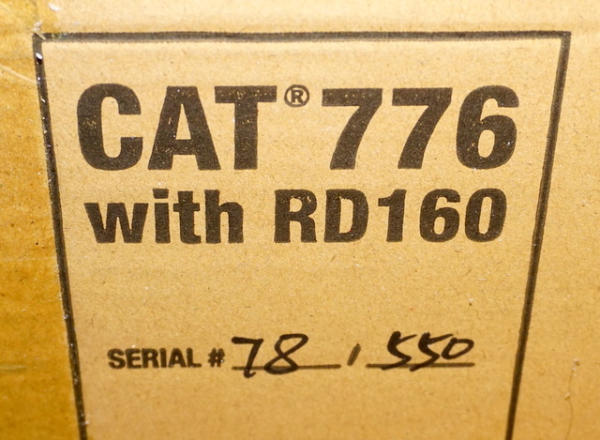 CAT® 776
with RD160
SERIAL # 78 / 550